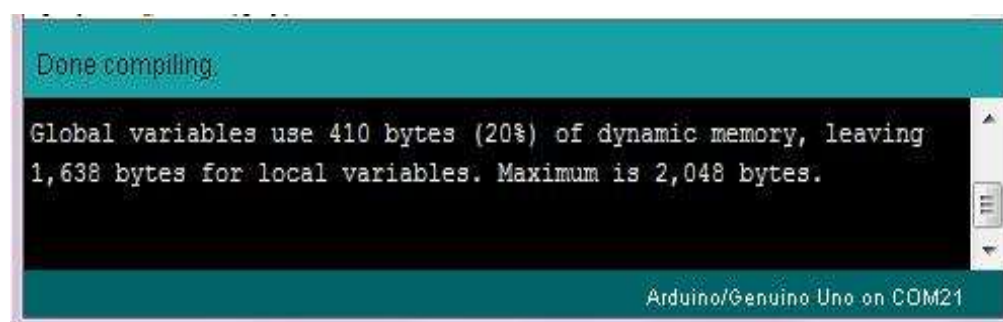 Done compiling.
Global variables use 410 bytes (20%) of dynamic memory, leaving
1,638 bytes for local variables. Maximum is 2,048 bytes.
Arduino/Genuino Uno on COM21